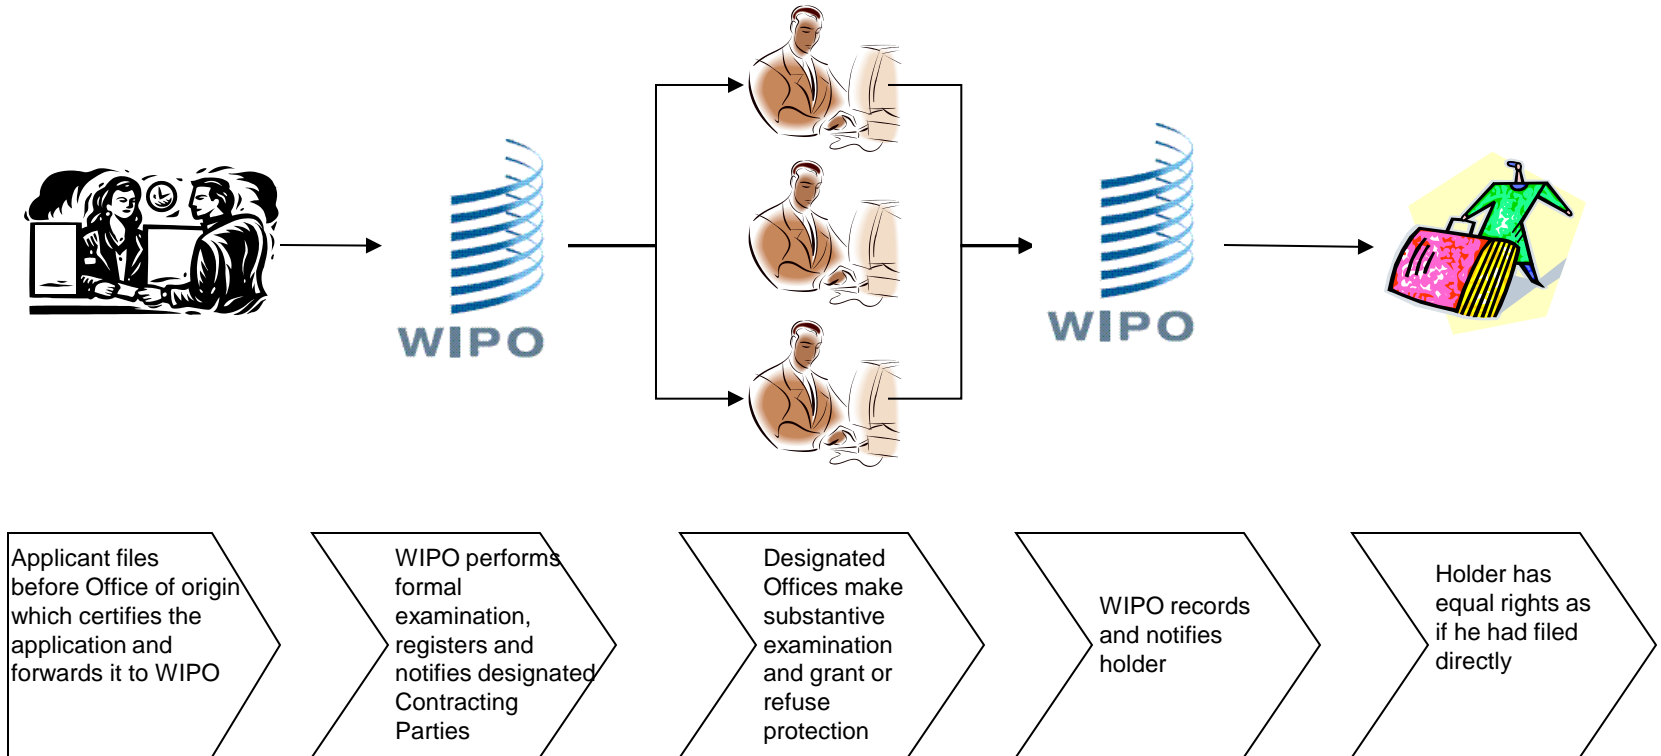 WIPO
WIPO
Applicant files
before Office of origin
which certifies the
application and
forwards it to WIPO
WIPO performs
formal
examination,
registers and
notifies designated
Contracting
Parties
Designated
Offices make
substantive
examination
and grant or
refuse
protection
WIPO records
and notifies
holder
Holder has
equal rights as
if he had filed
directly